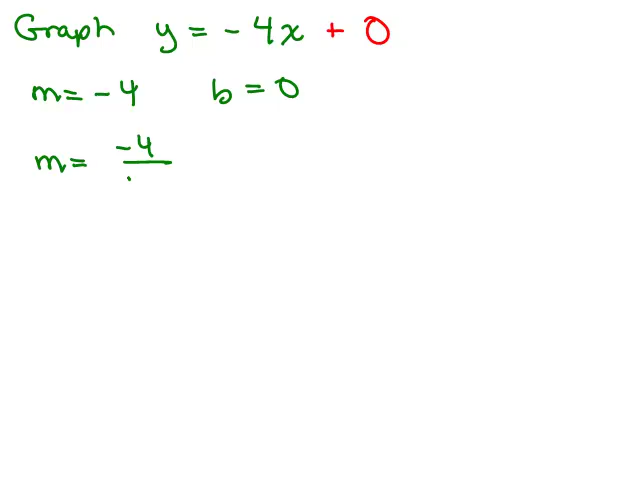 Graph y = - 4x + 0
m = - 4 b = 0
m = -4/